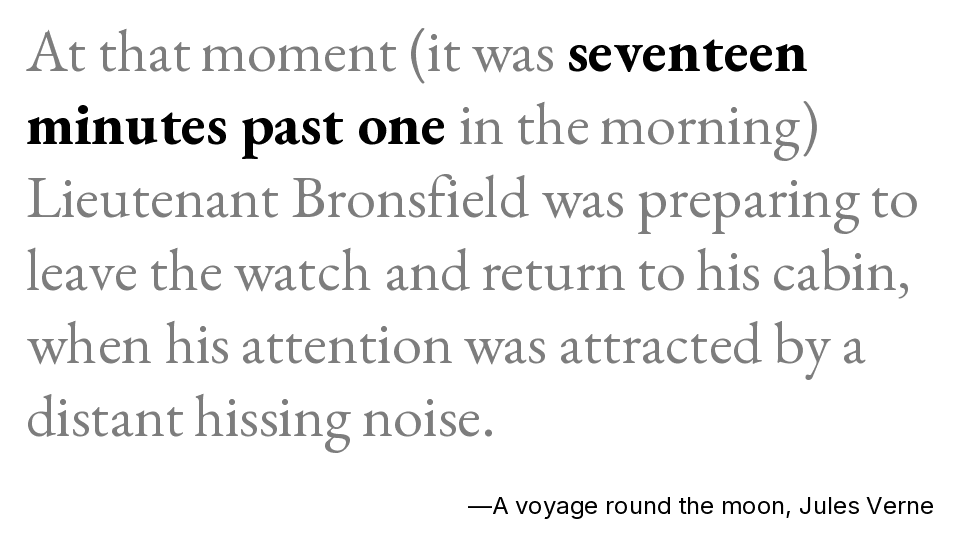 At that moment (it was seventeen
minutes past one in the morning)
Lieutenant Bronsfield was preparing to
leave the watch and return to his cabin,
when his attention was attracted by a
distant hissing noise.
—A voyage round the moon, Jules Verne